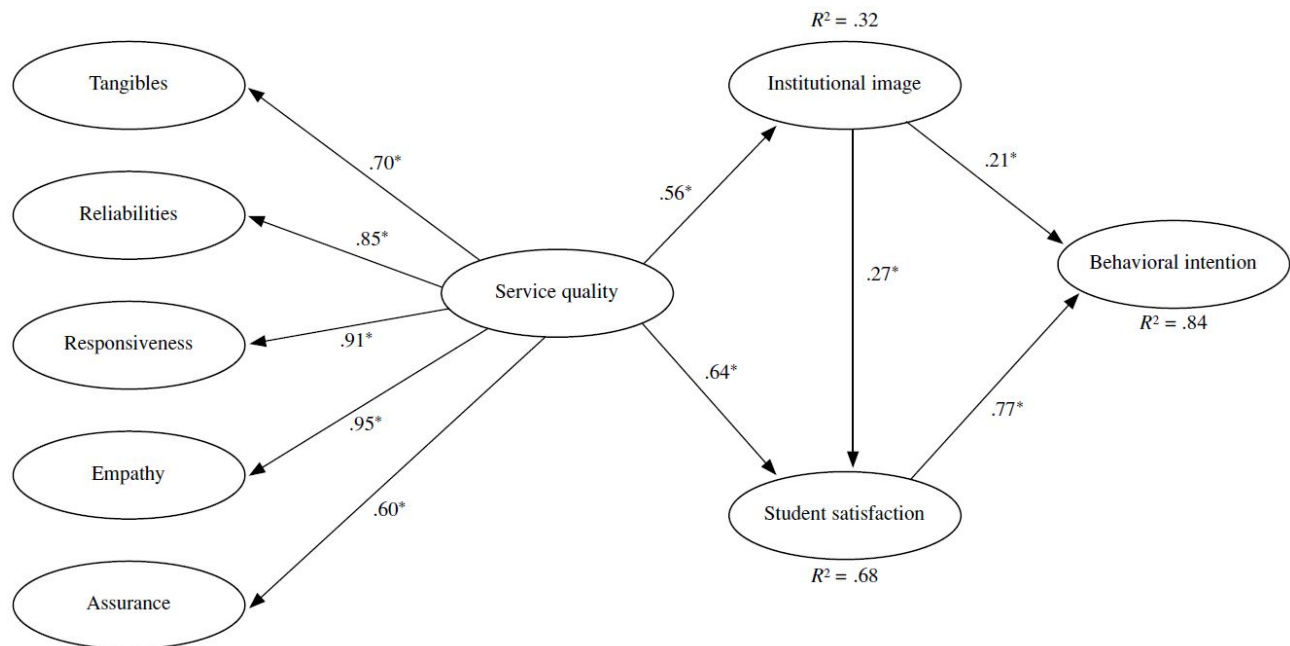 R² = .32
Tangibles
Institutional image
.70*
.21*
.56*
Reliabilities
.85*
Behavioral intention
.27*
Service quality
R² = .84
Responsiveness
.91*
.64*
.77*
.95*
Empathy
.60*
Student satisfaction
R² = .68
Assurance